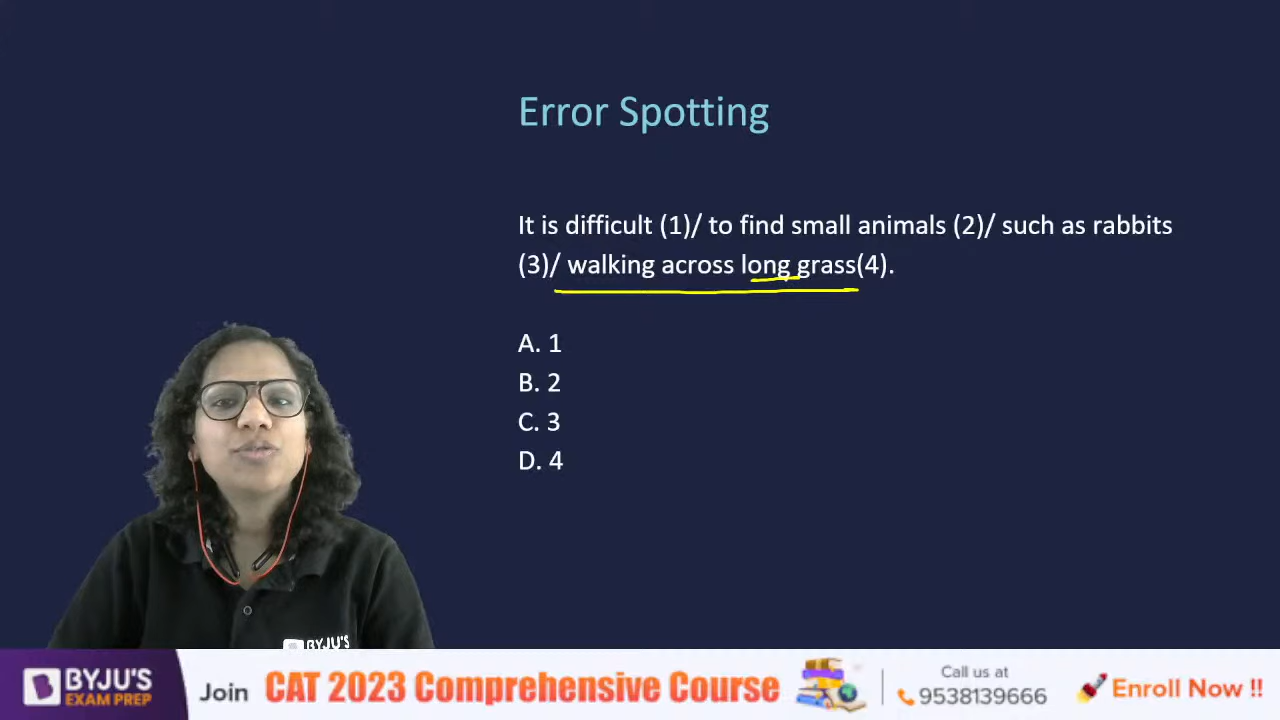 Error Spotting
It is difficult (1)/ to find small animals (2)/ such as rabbits
(3)/ walking across long grass(4).
A. 1
B. 2
C. 3
D. 4
BYJU'S
BYJU'S
EXAM PREP
Join CAT 2023 Comprehensive Course
Call us at
9538139666
Enroll Now !!